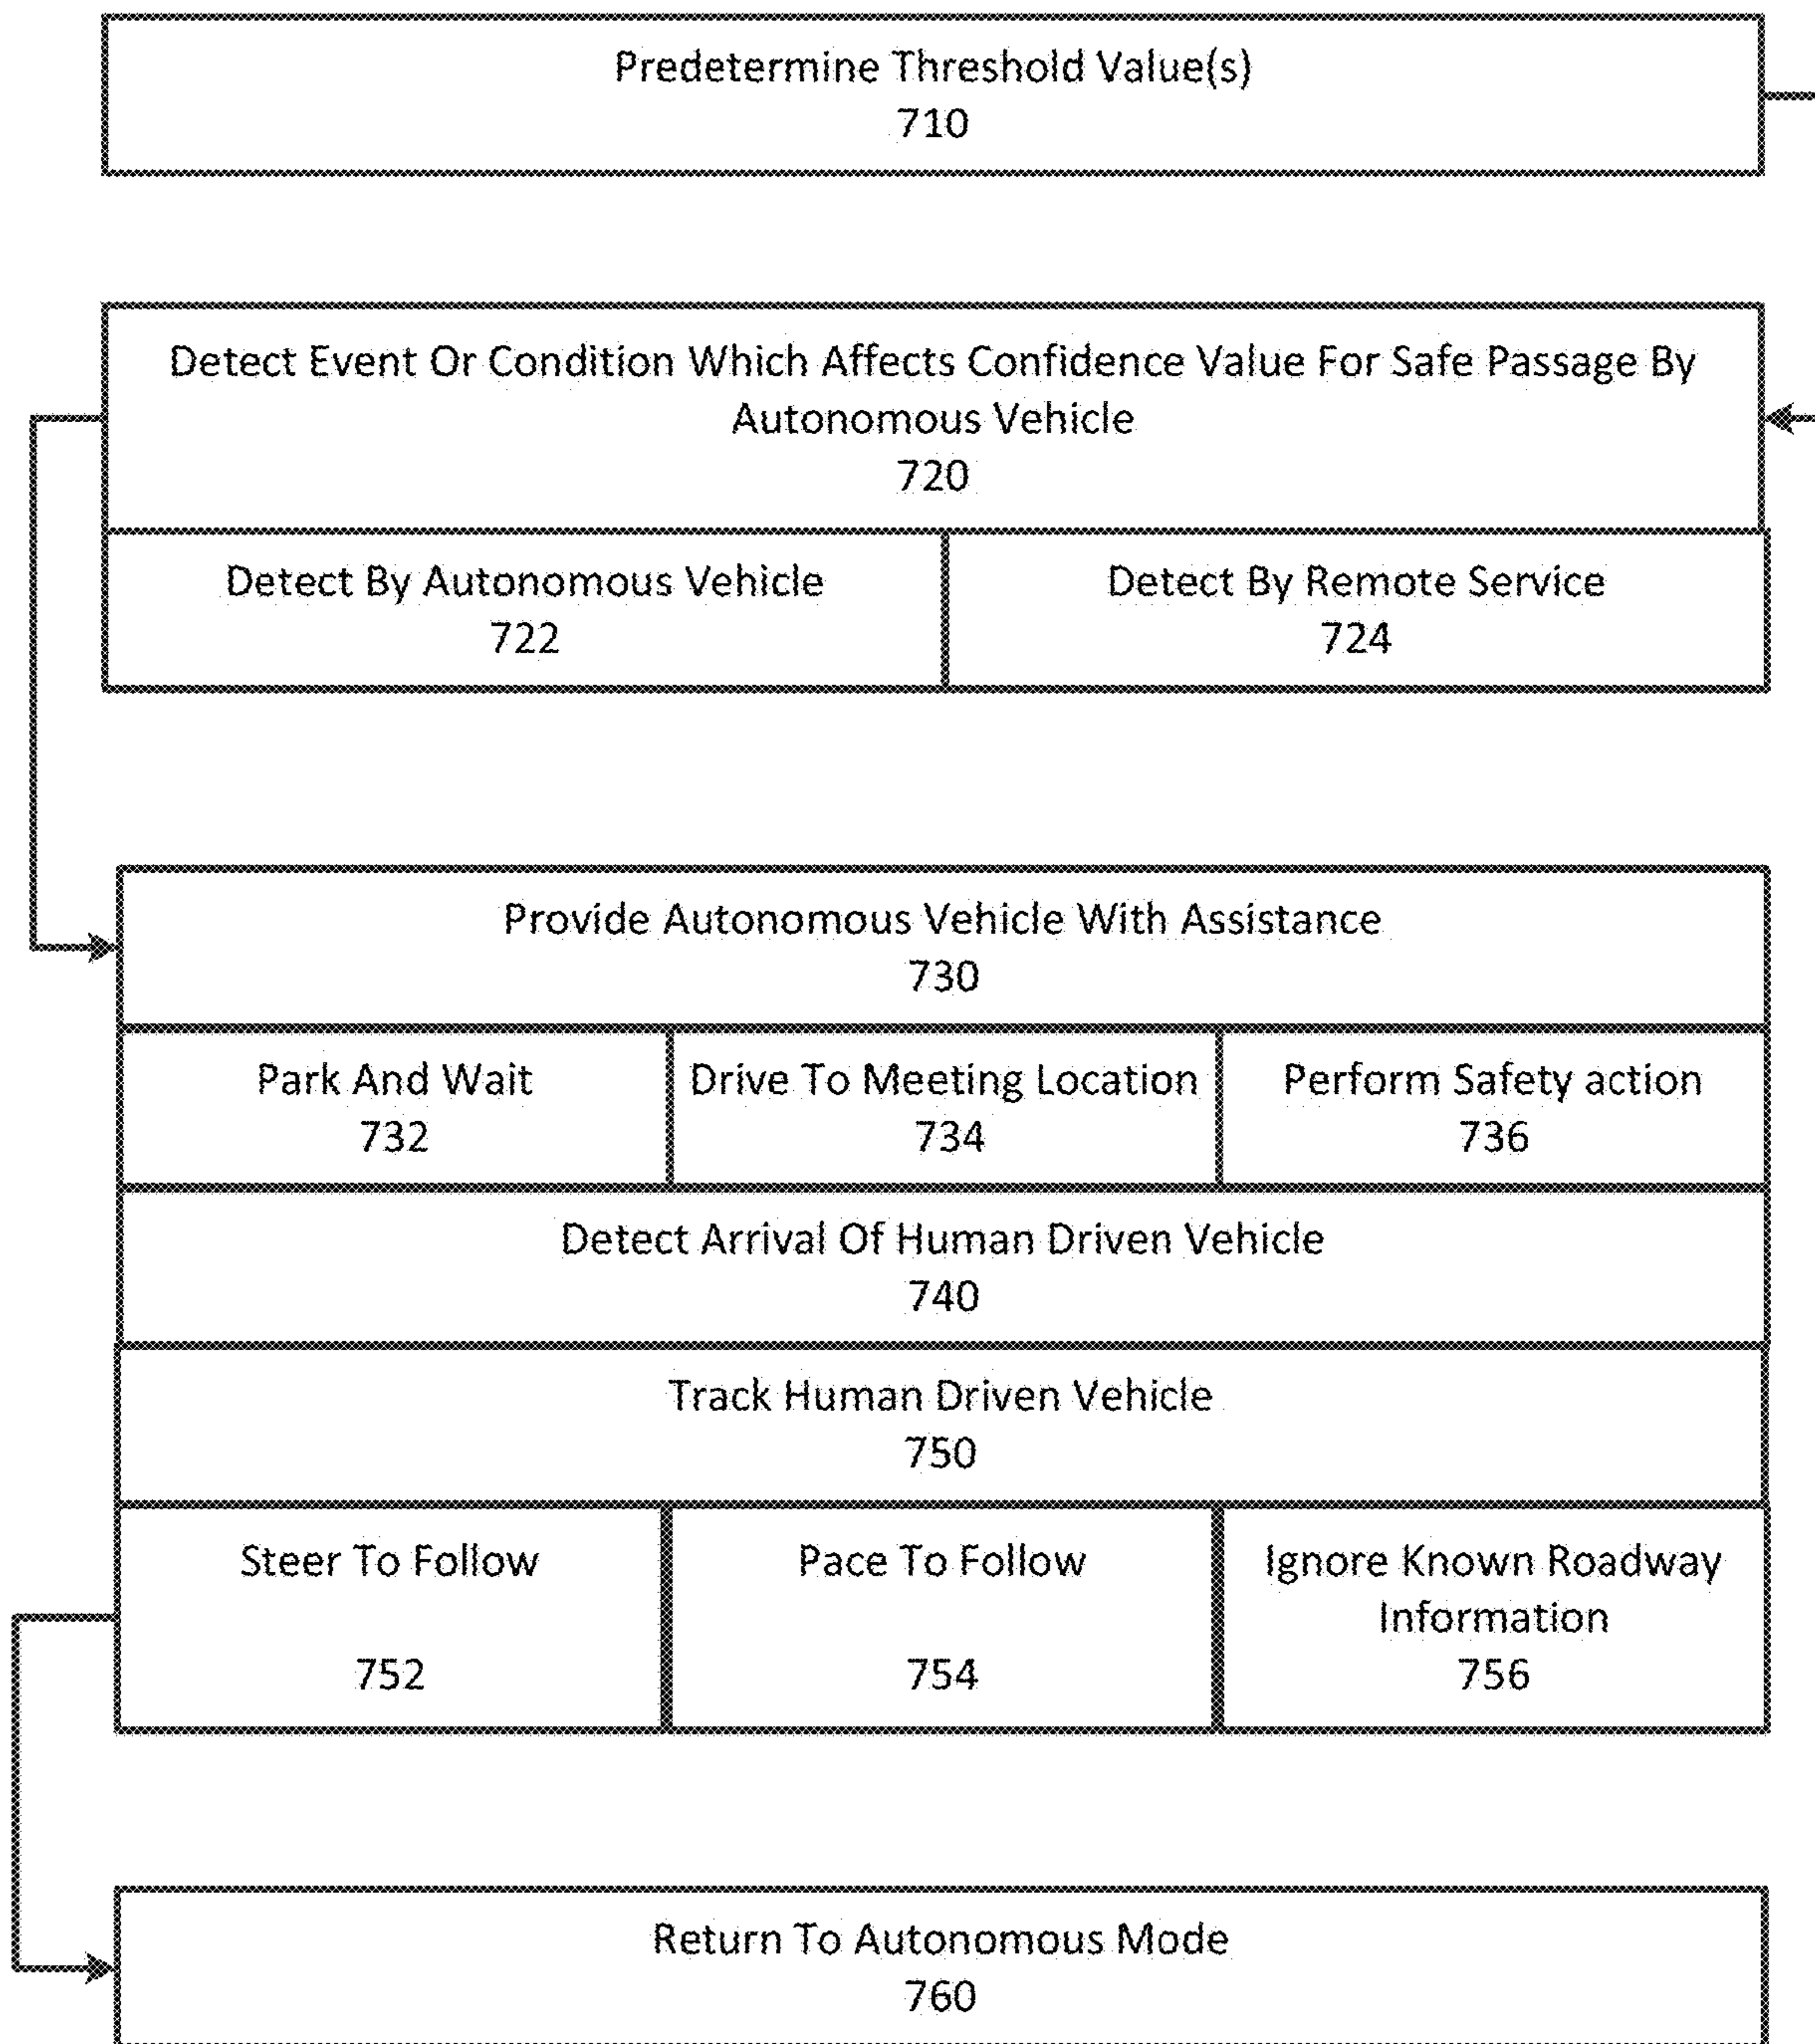 Predetermine Threshold Value(s)
710
Detect Event Or Condition Which Affects Confidence Value For Safe Passage By
Autonomous Vehicle
720
Detect By Autonomous Vehicle
722
Detect By Remote Service
724
Provide Autonomous Vehicle With Assistance
730
Park And Wait
732
Drive To Meeting Location
734
Perform Safety action
736
Detect Arrival Of Human Driven Vehicle
740
Track Human Driven Vehicle
750
Steer To Follow
752
Pace To Follow
754
Ignore Known Roadway
Information
756
Return To Autonomous Mode
760